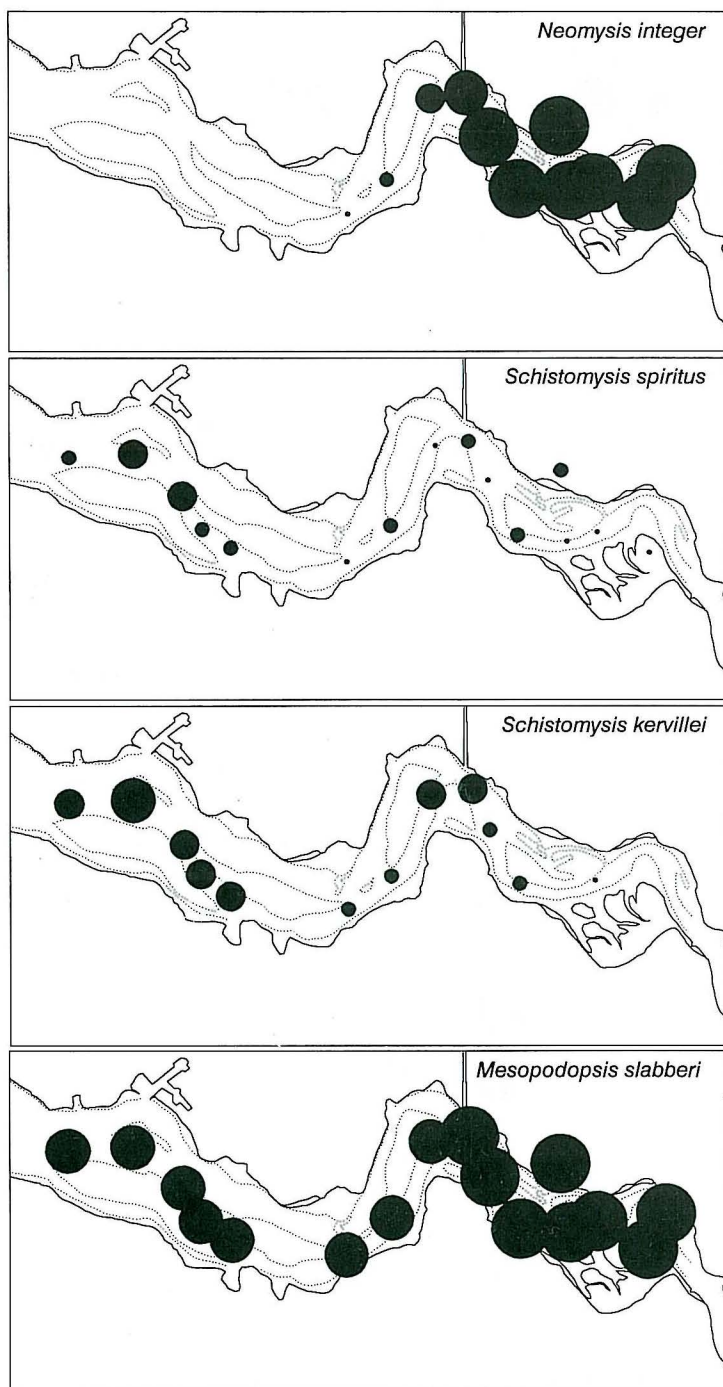 Neomysis integer
Schistomysis spiritus
Schistomysis kervillei
Mesopodopsis slabberi